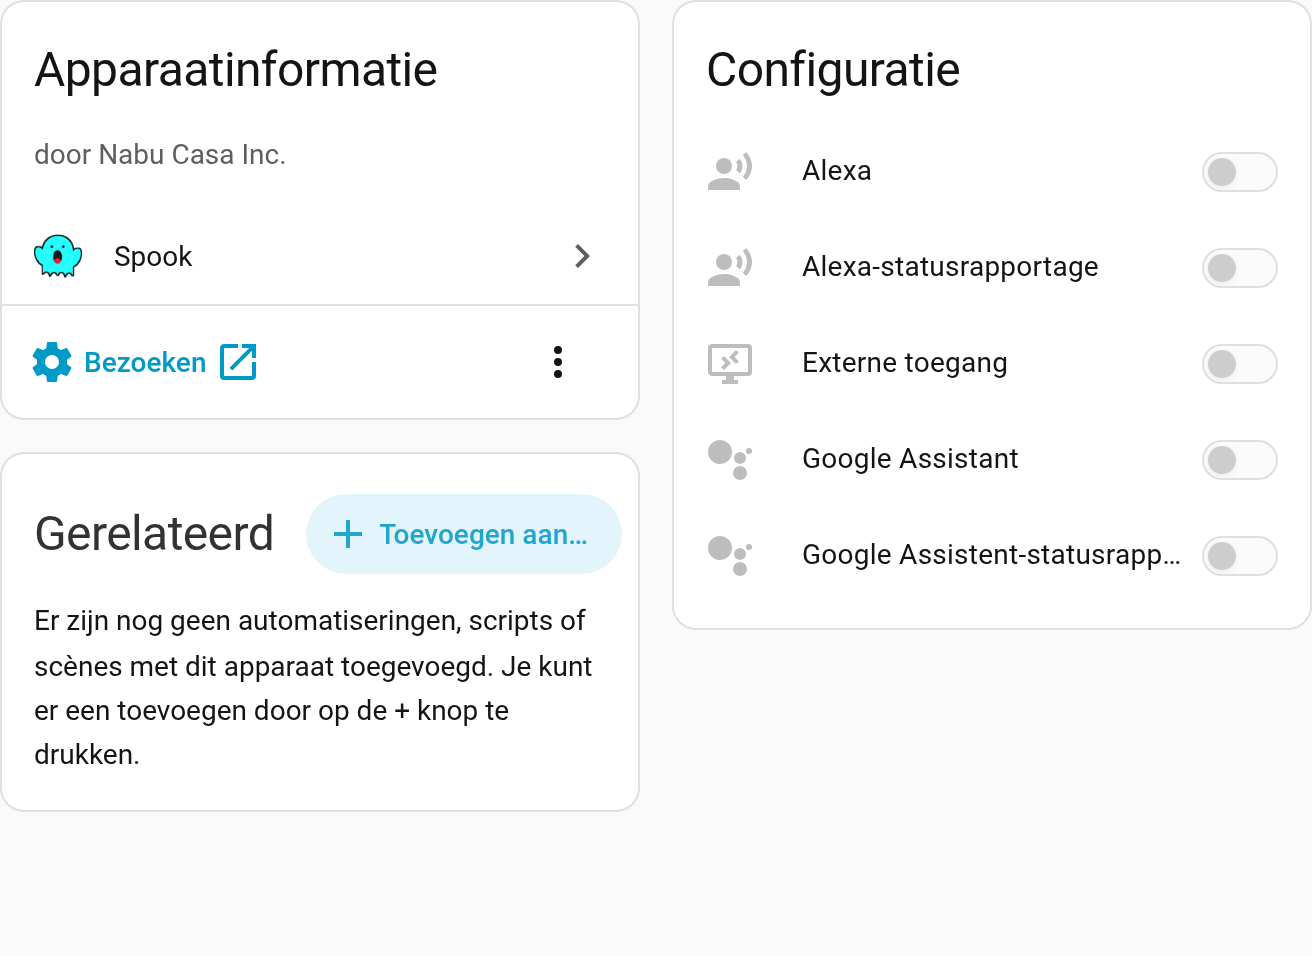 Apparaatinformatie
door Nabu Casa Inc.
Spook
Bezoeken
Gerelateerd
Toevoegen aan…
Er zijn nog geen automatiseringen, scripts of
scènes met dit apparaat toegevoegd. Je kunt
er een toevoegen door op de + knop te
drukken.
Configuratie
Alexa
Alexa-statusrapportage
Externe toegang
Google Assistant
Google Assistent-statusrapp…